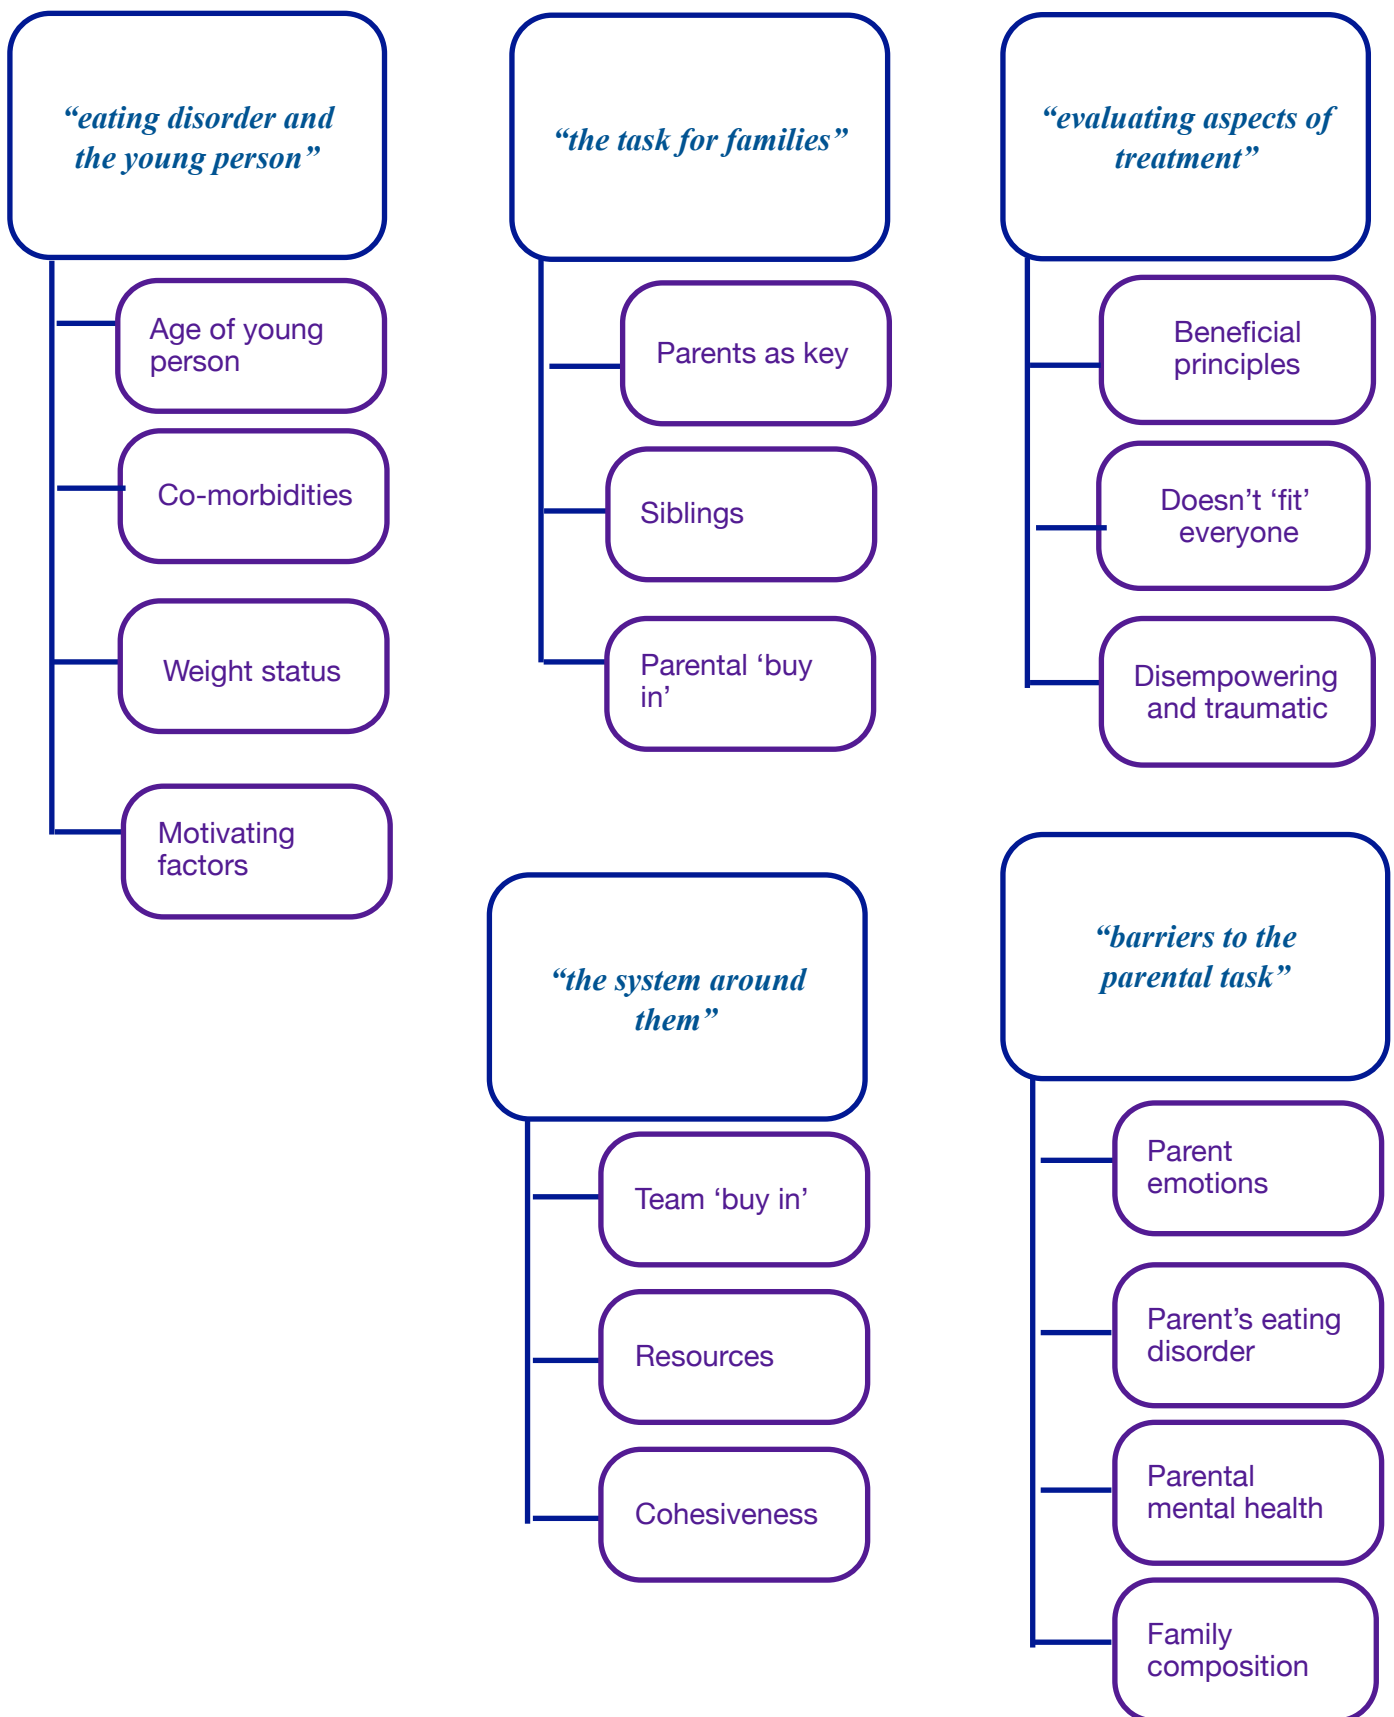 “eating disorder and
the young person”
Age of young
person
Co-morbidities
Weight status
Motivating
factors
“the task for families”
Parents as key
Siblings
Parental ‘buy
in’
“evaluating aspects of
treatment”
Beneficial
principles
Doesn’t ‘fit’
everyone
Disempowering
and traumatic
“the system around
them”
Team ‘buy in’
Resources
Cohesiveness
“barriers to the
parental task”
Parent
emotions
Parent’s eating
disorder
Parental
mental health
Family
composition